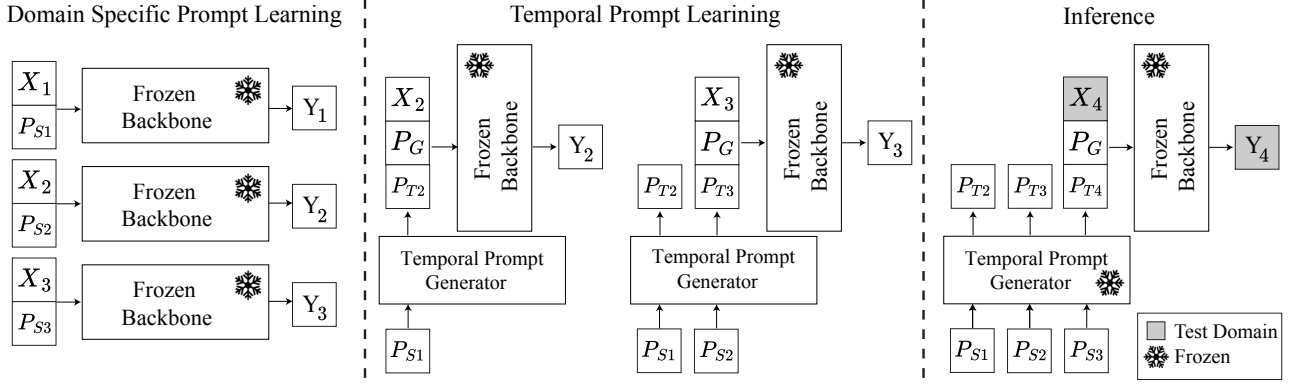 Domain Specific Prompt Learning
X1
PS1
Frozen
Backbone
Y1
X2
PS2
Frozen
Backbone
Y2
X3
PS3
Frozen
Backbone
Y3
Temporal Prompt Learining
X2
PG
PT2
Frozen
Backbone
Y2
Temporal Prompt
Generator
PS1
X3
PG
PT2
PT3
Frozen
Backbone
Y3
Temporal Prompt
Generator
PS1
PS2
Inference
X4
PG
PT2
PT3
PT4
Frozen
Backbone
Y4
Temporal Prompt
Generator
PS1
PS2
PS3
Test Domain
Frozen